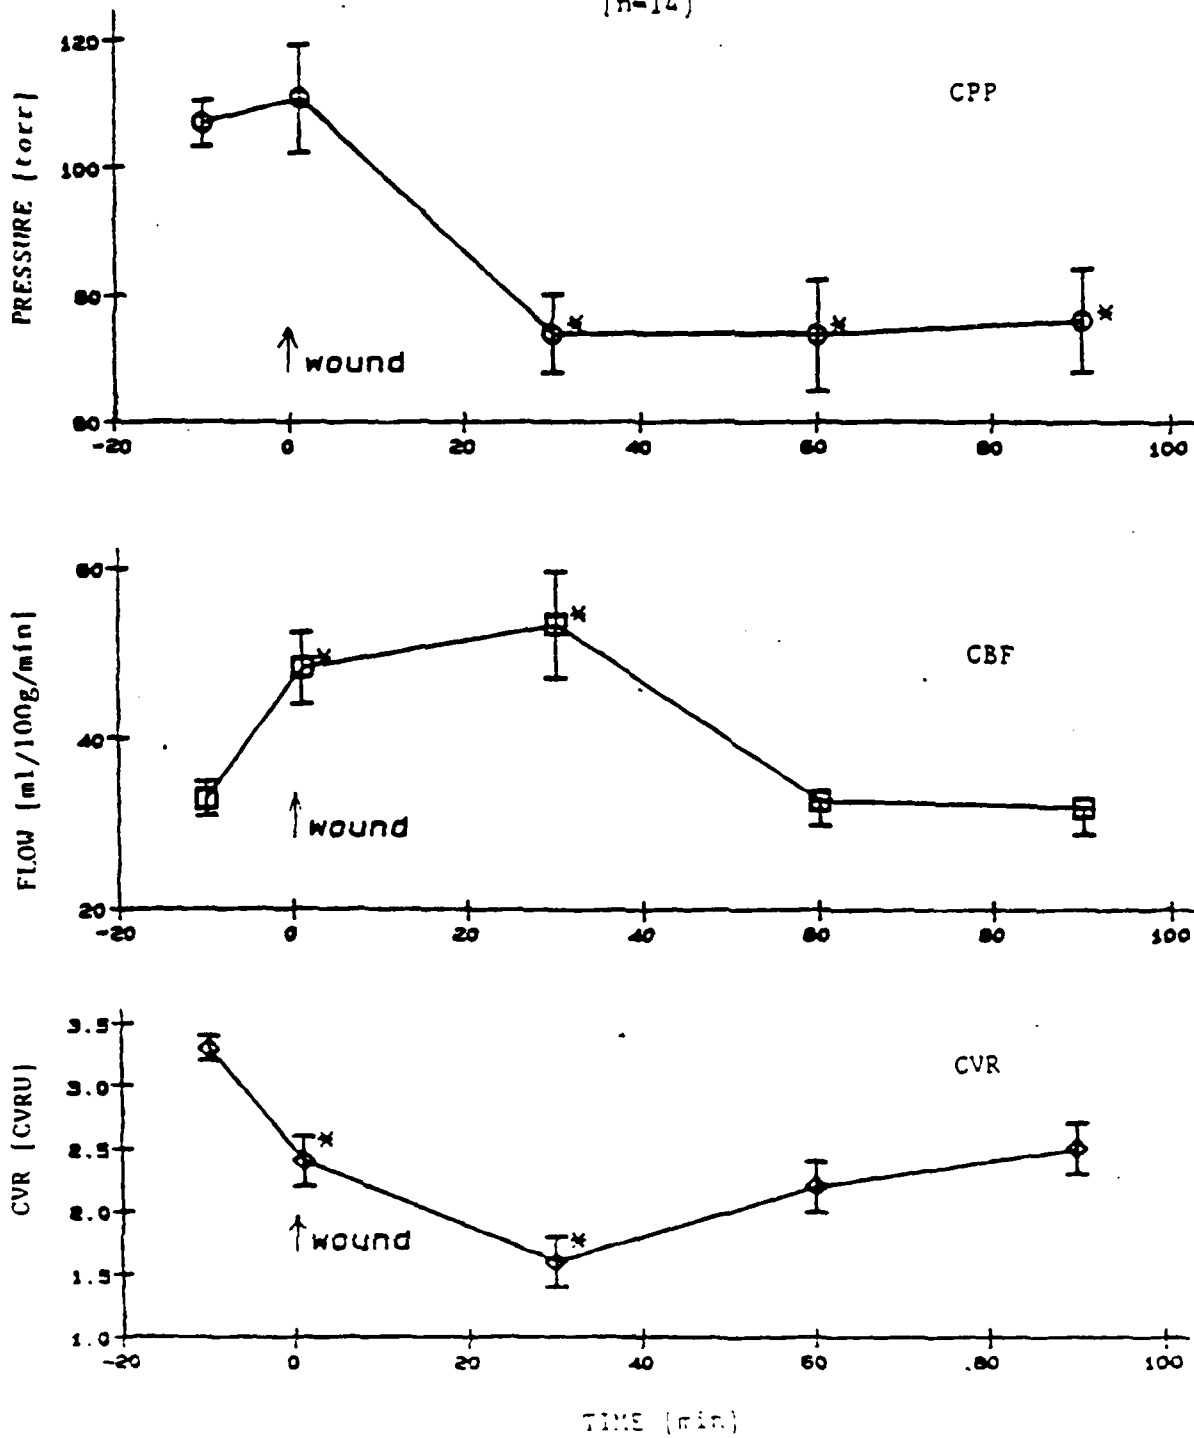 [n=14]
PRESSURE [torr]
120
100
80
60
CPP
wound
*
*
*
-20 0 20 40 60 80 100
FLOW [ml/100g/min]
60
40
20
CBF
wound
*
*
-20 0 20 40 60 80 100
CVR [CVRU]
3.5
3.0
2.5
2.0
1.5
1.0
CVR
wound
*
*
-20 0 20 40 60 .80 100
TIME [min]